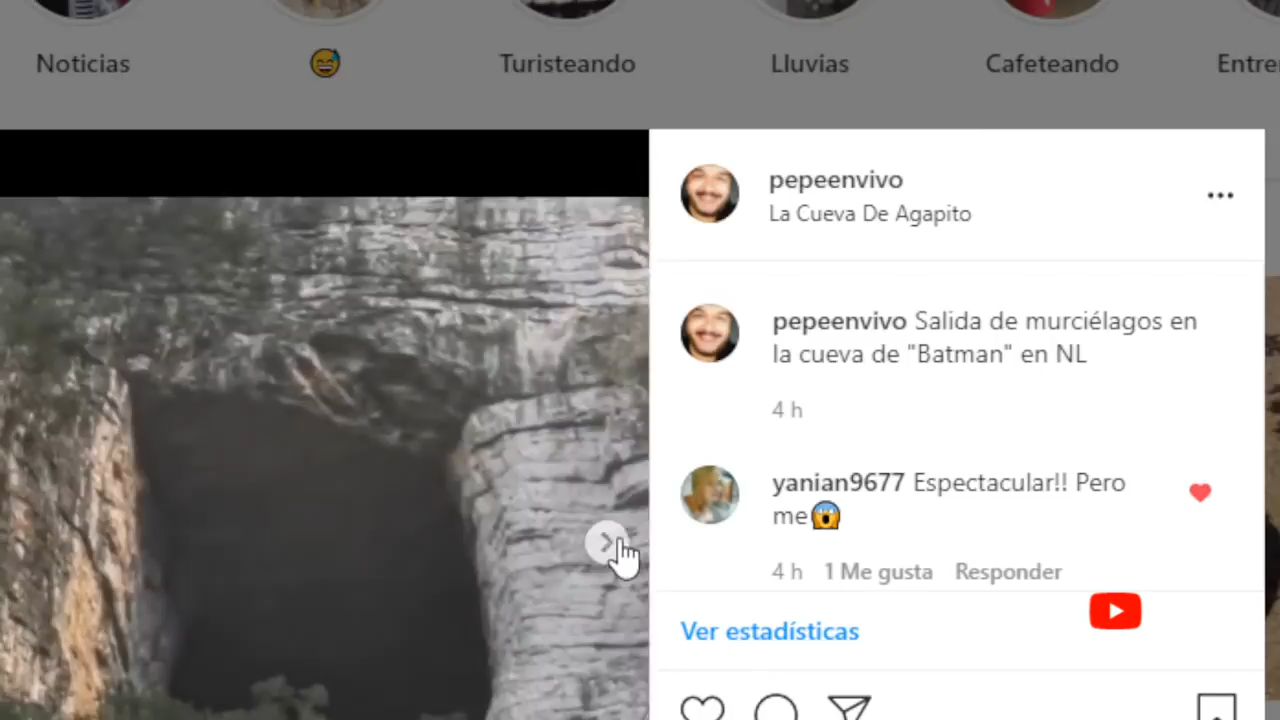 Noticias
😅
Turisteando
Lluvias
Cafeteando
pepeenvivo
La Cueva De Agapito
pepeenvivo Salida de murciélagos en
la cueva de "Batman" en NL
4 h
yanian9677 Espectacular!! Pero
me😱
4 h 1 Me gusta Responder
Ver estadísticas